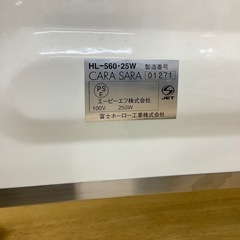 HL-560-25W 製造番号
CARA SARA 01271
PS
E
JET
エーピーエフ株式会社
100V 250W
富士ホーロー工業株式会社